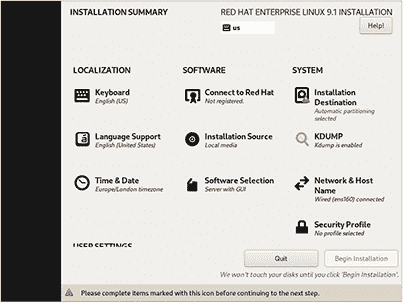 INSTALLATION SUMMARY
RED HAT ENTERPRISE LINUX 9.1 INSTALLATION
us
Help!
LOCALIZATION
Keyboard
English (US)
Language Support
English (United States)
Time & Date
Europe/London timezone
SOFTWARE
Connect to Red Hat
Not registered.
Installation Source
Local media
Software Selection
Server with GUI
SYSTEM
Installation
Destination
Automatic partitioning
selected
KDUMP
Kdump is enabled
Network & Host
Name
Wired (ens160) connected
Security Profile
No profile selected
USER SETTINGS
Quit
Begin Installation
We won't touch your disks until you click 'Begin Installation'.
Please complete items marked with this icon before continuing to the next step.